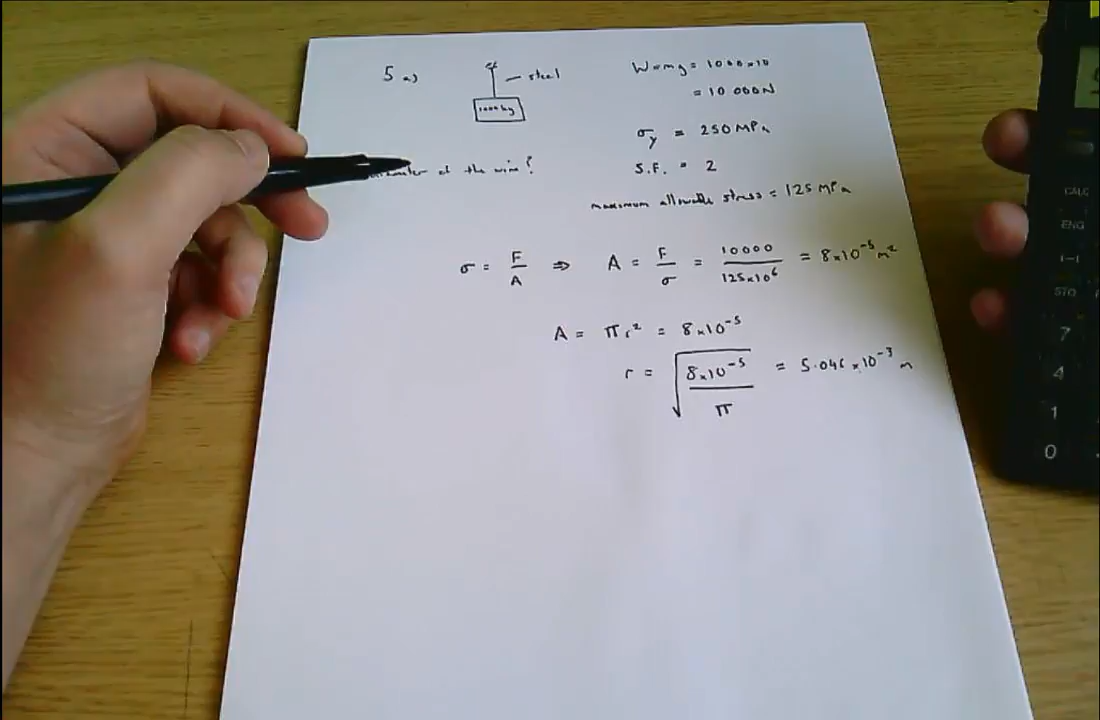 5 a)
steel
1000 kg
W = mg = 1000 × 10
= 10 000N
σy = 250 MPa
S.F. = 2
maximum allowable stress = 125 MPa
of the wire?
σ = F/A ⇒ A = F/σ = 10000/125×10⁶ = 8×10⁻⁵ m²
A = πr² = 8×10⁻⁵
r = √(8×10⁻⁵/π) = 5.046 × 10⁻³ m
CALC
ENG
STO
7
4
1
0